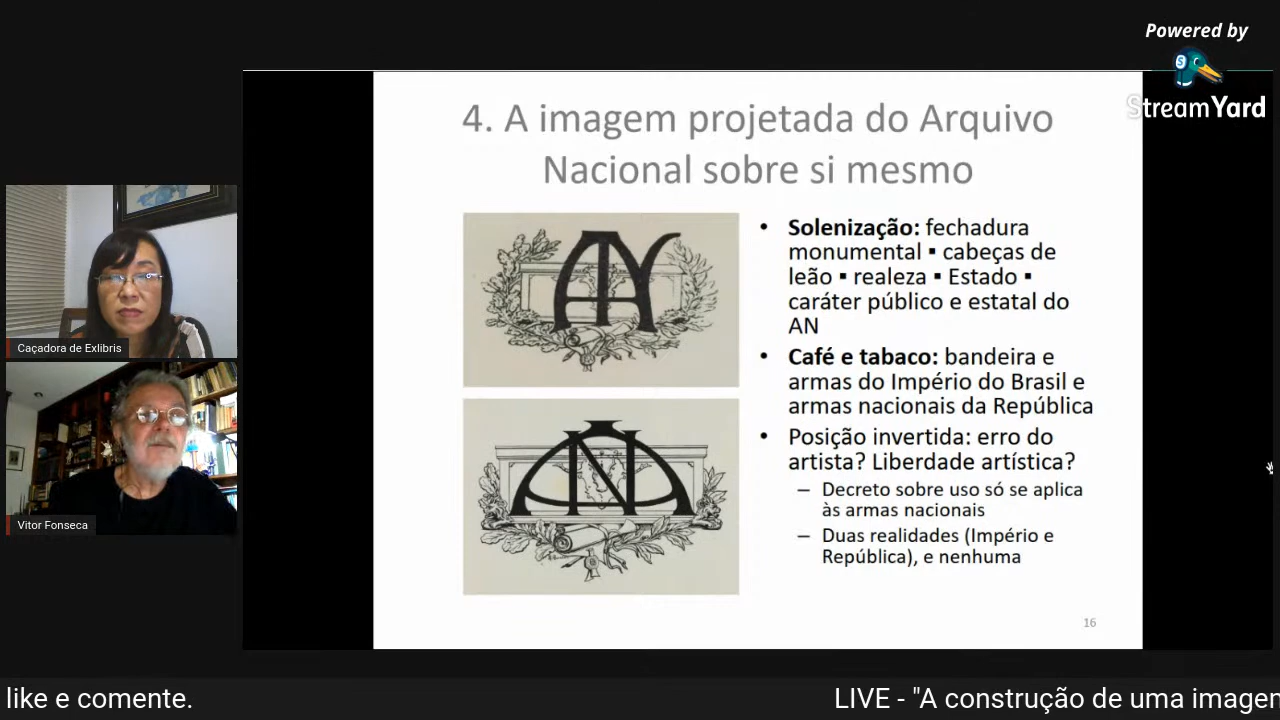 Powered by
StreamYard
4. A imagem projetada do Arquivo
Nacional sobre si mesmo
AN
AN
• Solenização: fechadura
monumental ▪ cabeças de
leão ▪ realeza ▪ Estado ▪
caráter público e estatal do
AN
• Café e tabaco: bandeira e
armas do Império do Brasil e
armas nacionais da República
• Posição invertida: erro do
artista? Liberdade artística?
– Decreto sobre uso só se aplica
às armas nacionais
– Duas realidades (Império e
República), e nenhuma
16
Caçadora de Exlibris
Vitor Fonseca
like e comente.
LIVE - "A construção de uma imagem